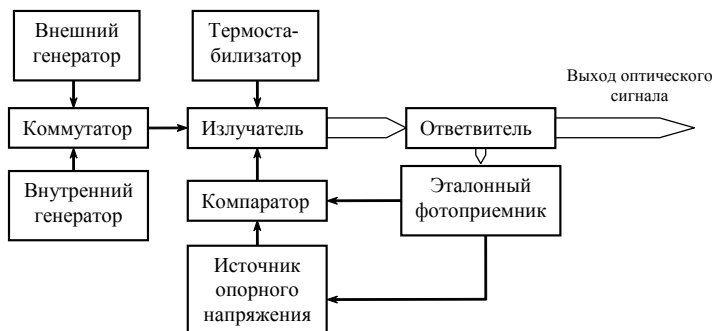 Внешний
генератор
Термоста-
билизатор
Выход оптического
сигнала
Коммутатор
Излучатель
Ответвитель
Внутренний
генератор
Компаратор
Эталонный
фотоприемник
Источник
опорного
напряжения